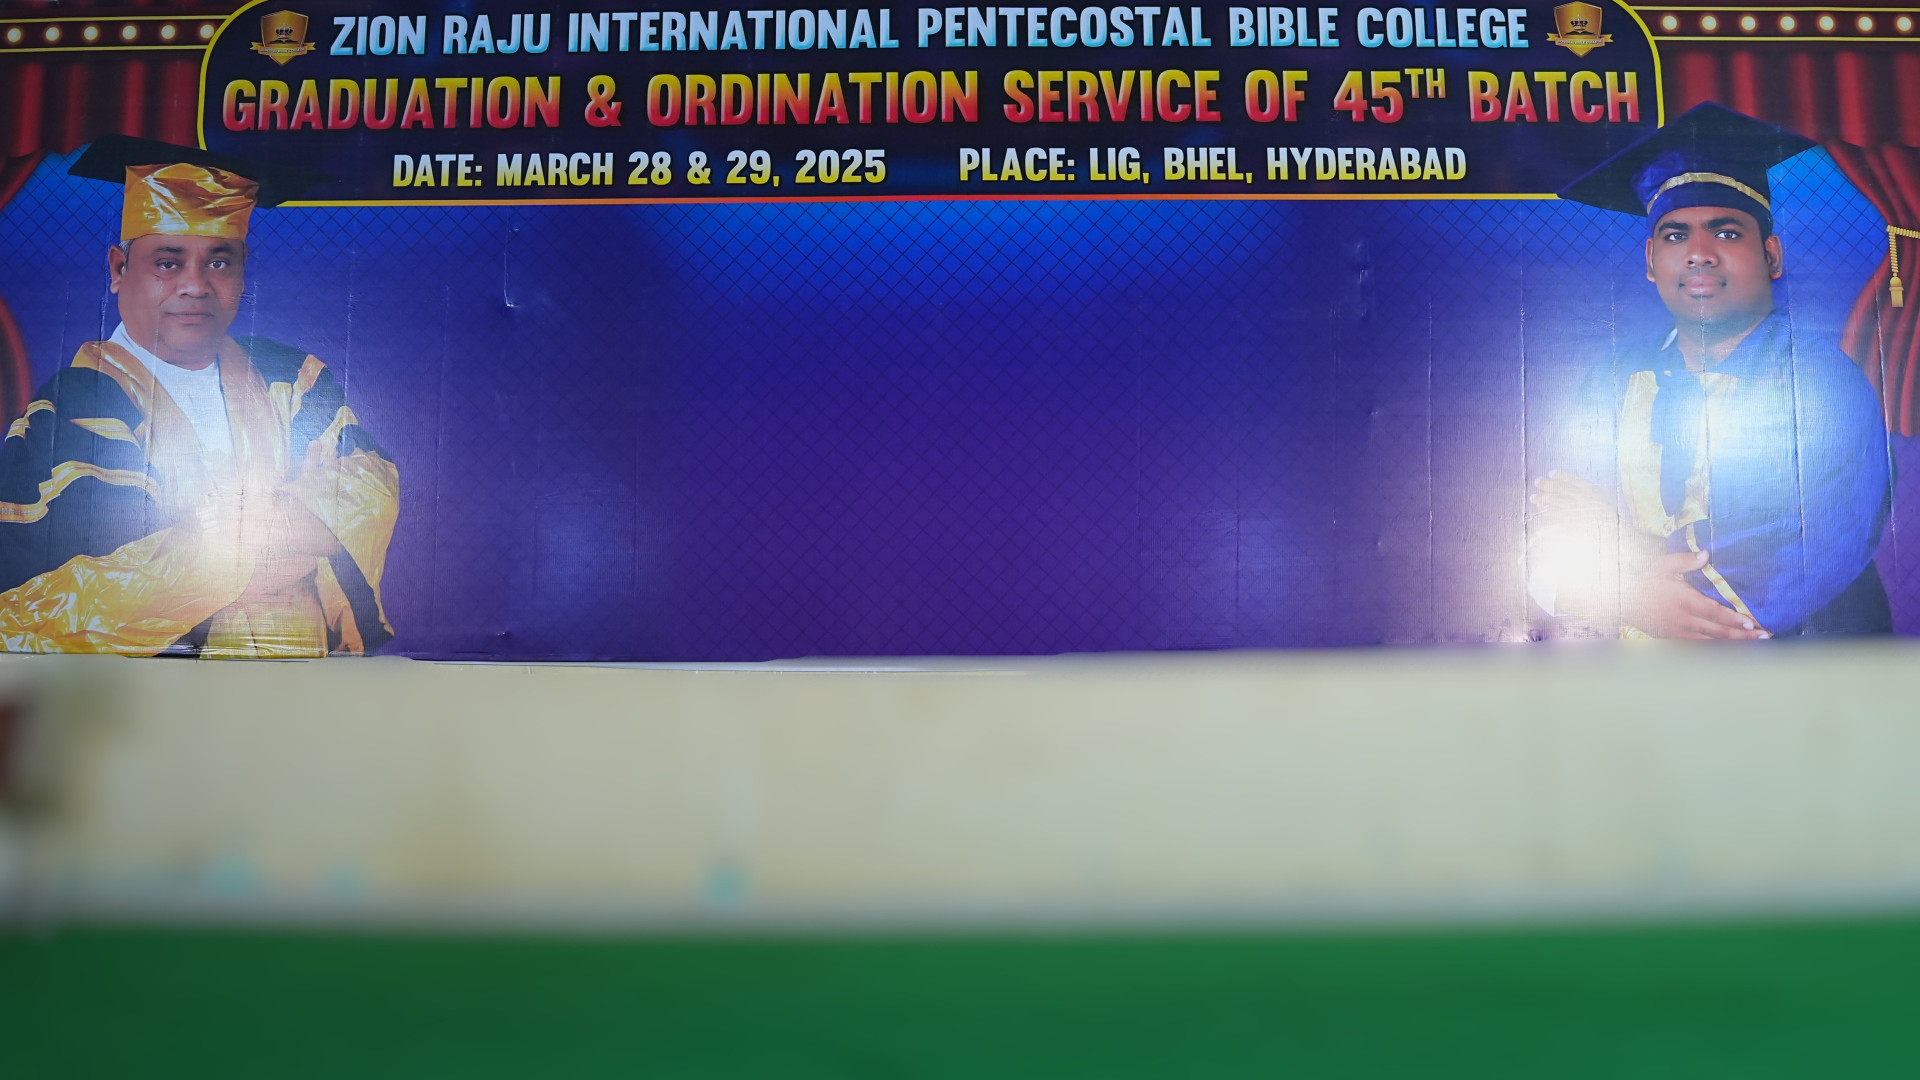 ZION RAJU INTERNATIONAL PENTECOSTAL BIBLE COLLEGE
GRADUATION & ORDINATION SERVICE OF 45TH BATCH
DATE: MARCH 28 & 29, 2025 PLACE: LIG, BHEL, HYDERABAD